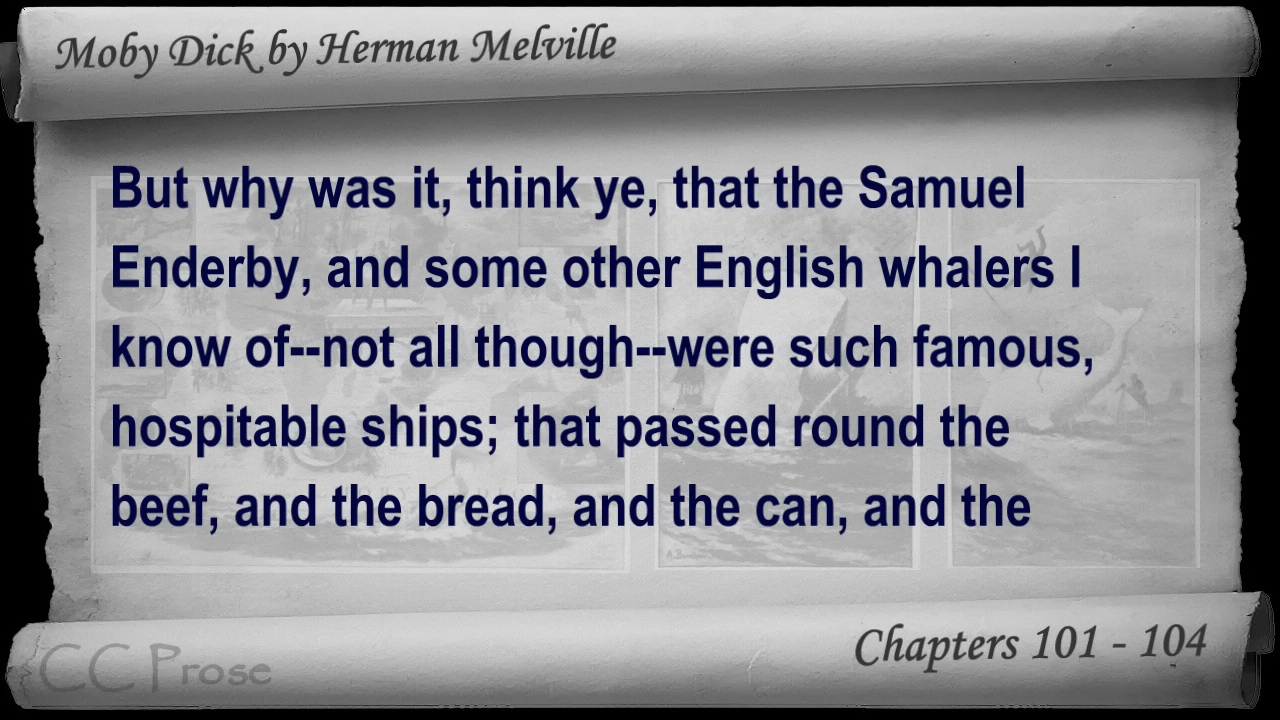 Moby Dick by Herman Melville
But why was it, think ye, that the Samuel
Enderby, and some other English whalers I
know of--not all though--were such famous,
hospitable ships; that passed round the
beef, and the bread, and the can, and the
Chapters 101 - 104
CC Prose